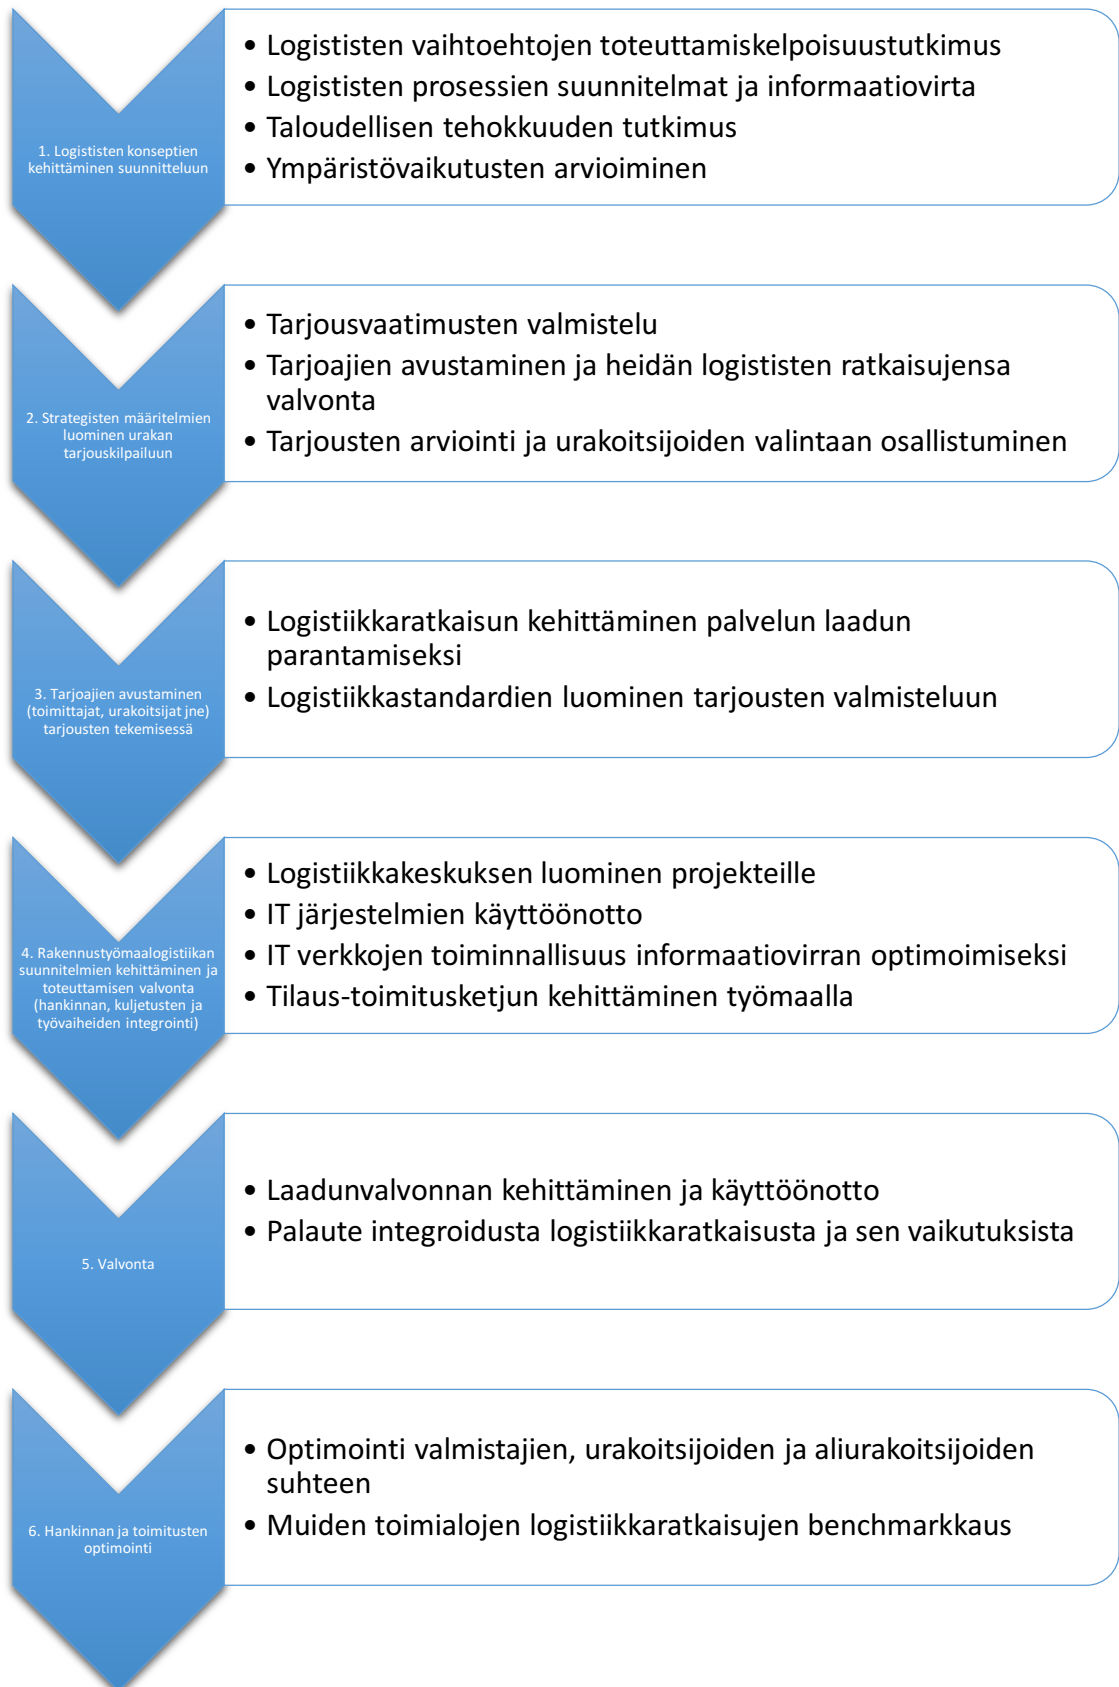 1. Logististen konseptien
kehittäminen suunnitteluun
• Logististen vaihtoehtojen toteuttamiskelpoisuustutkimus
• Logististen prosessien suunnitelmat ja informaatiovirta
• Taloudellisen tehokkuuden tutkimus
• Ympäristövaikutusten arvioiminen
2. Strategisten määritelmien
luominen urakan
tarjouskilpailuun
• Tarjousvaatimusten valmistelu
• Tarjoajien avustaminen ja heidän logististen ratkaisujensa
valvonta
• Tarjousten arviointi ja urakoitsijoiden valintaan osallistuminen
3. Tarjoajien avustaminen
(toimittajat, urakoitsijat jne)
tarjousten tekemisessä
• Logistiikkaratkaisun kehittäminen palvelun laadun
parantamiseksi
• Logistiikkastandardien luominen tarjousten valmisteluun
4. Rakennustyömaalogistiikan
suunnitelmien kehittäminen ja
toteuttamisen valvonta
(hankinnan, kuljetusten ja
työvaiheiden integrointi)
• Logistiikkakeskuksen luominen projekteille
• IT järjestelmien käyttöönotto
• IT verkkojen toiminnallisuus informaatiovirran optimoimiseksi
• Tilaus-toimitusketjun kehittäminen työmaalla
5. Valvonta
• Laadunvalvonnan kehittäminen ja käyttöönotto
• Palaute integroidusta logistiikkaratkaisusta ja sen vaikutuksista
6. Hankinnan ja toimitusten
optimointi
• Optimointi valmistajien, urakoitsijoiden ja aliurakoitsijoiden
suhteen
• Muiden toimialojen logistiikkaratkaisujen benchmarkkaus